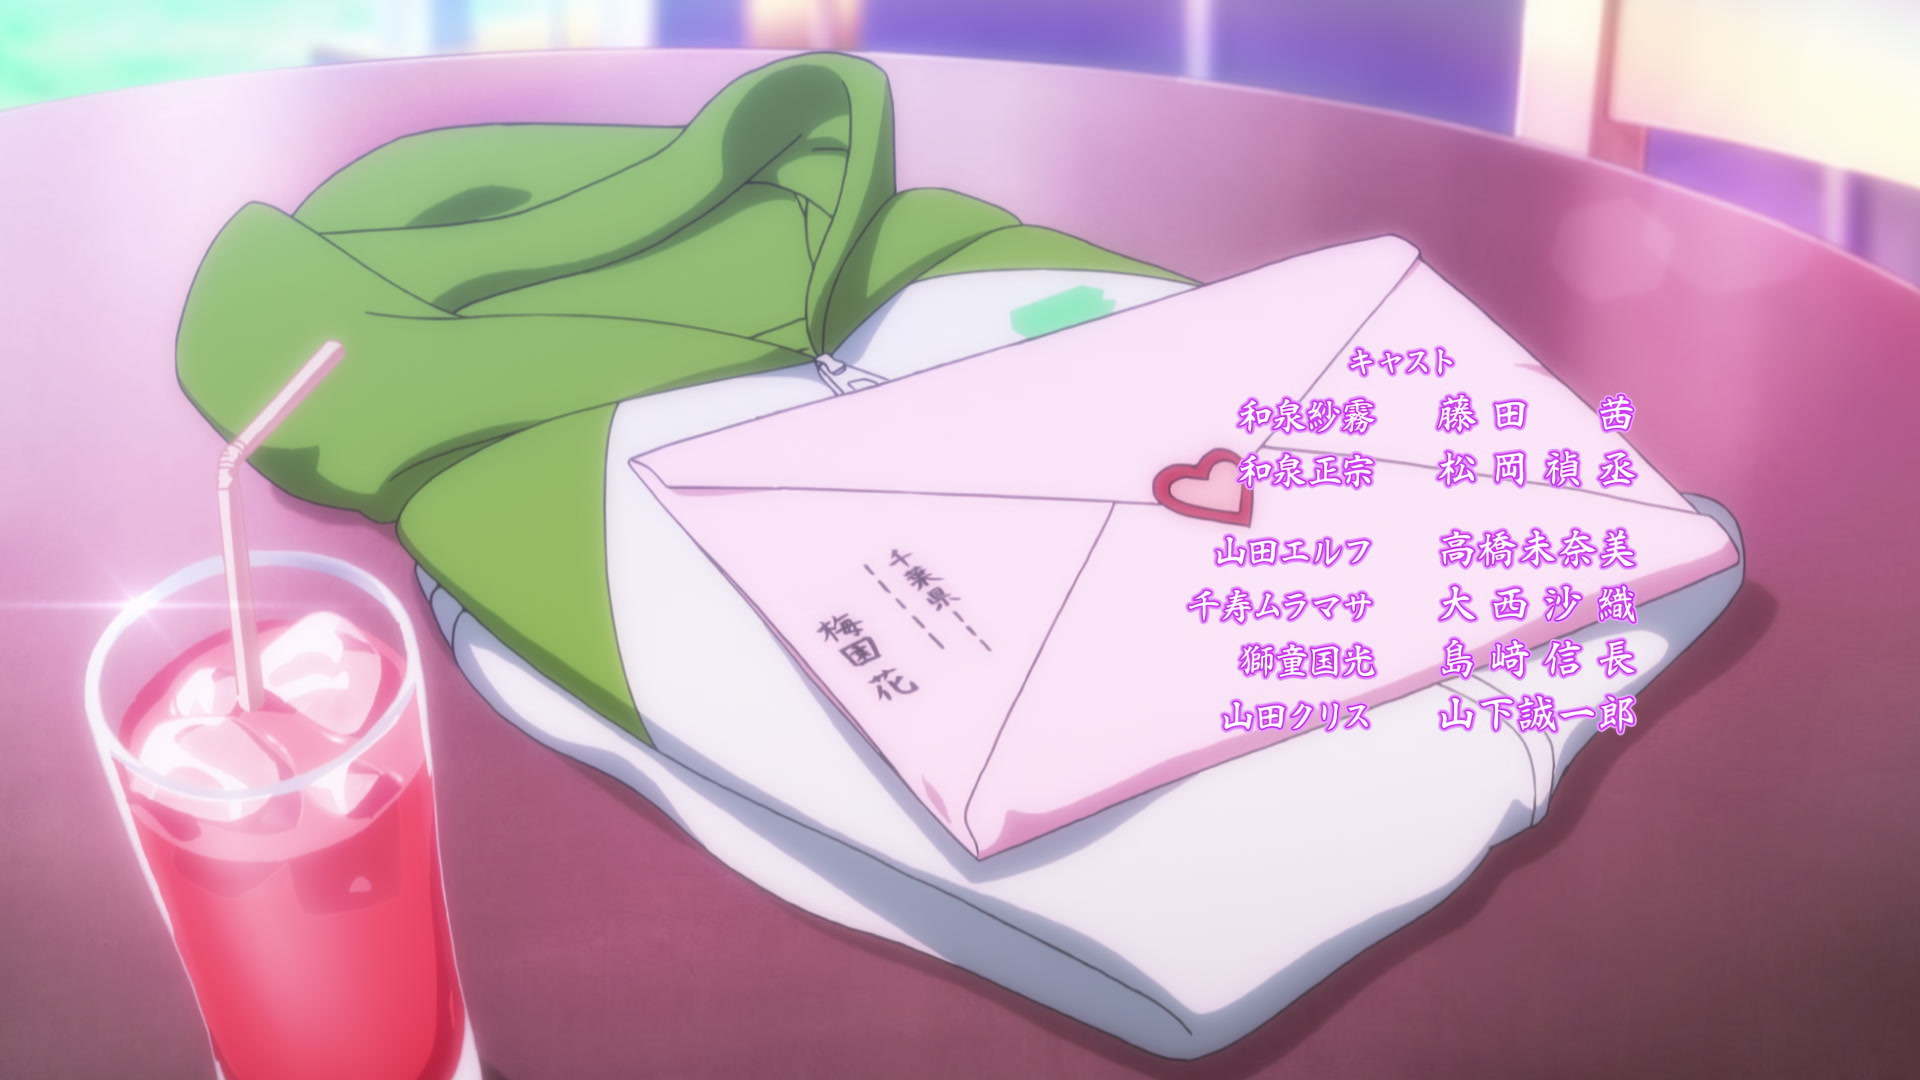 キャスト
和泉紗霧 藤田 茜
和泉正宗 松岡禎丞
山田エルフ 高橋未奈美
千寿ムラマサ 大西沙織
獅童国光 島﨑信長
山田クリス 山下誠一郎
千葉県
梅園花